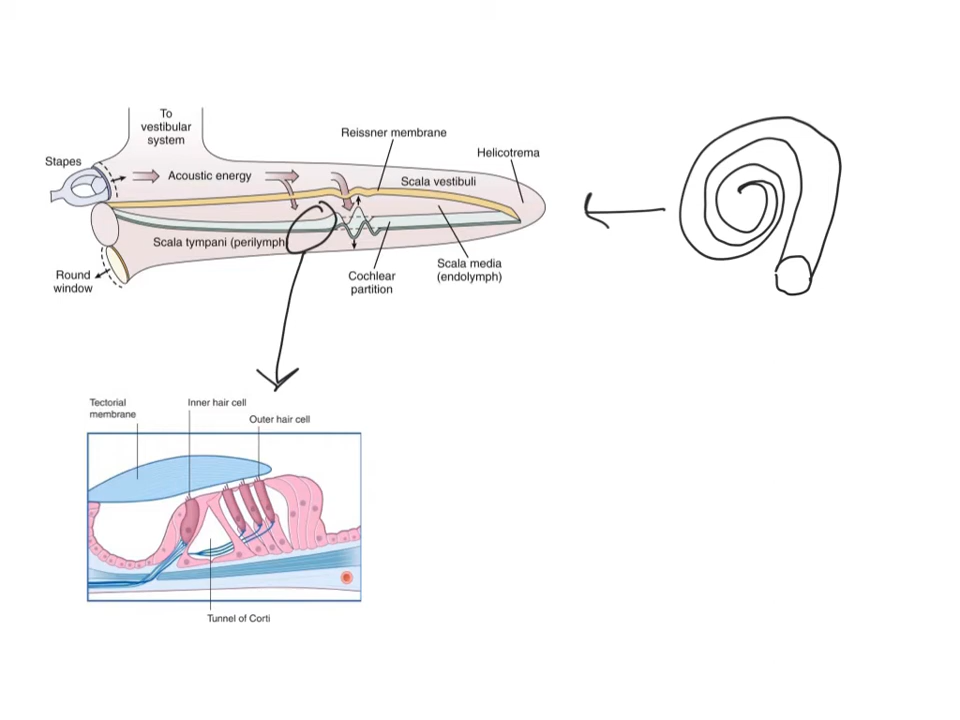 To
vestibular
system
Reissner membrane
Helicotrema
Stapes
Acoustic energy
Scala vestibuli
Scala tympani (perilymph
Round
window
Cochlear
partition
Scala media
(endolymph)
Tectorial
membrane
Inner hair cell
Outer hair cell
Tunnel of Corti